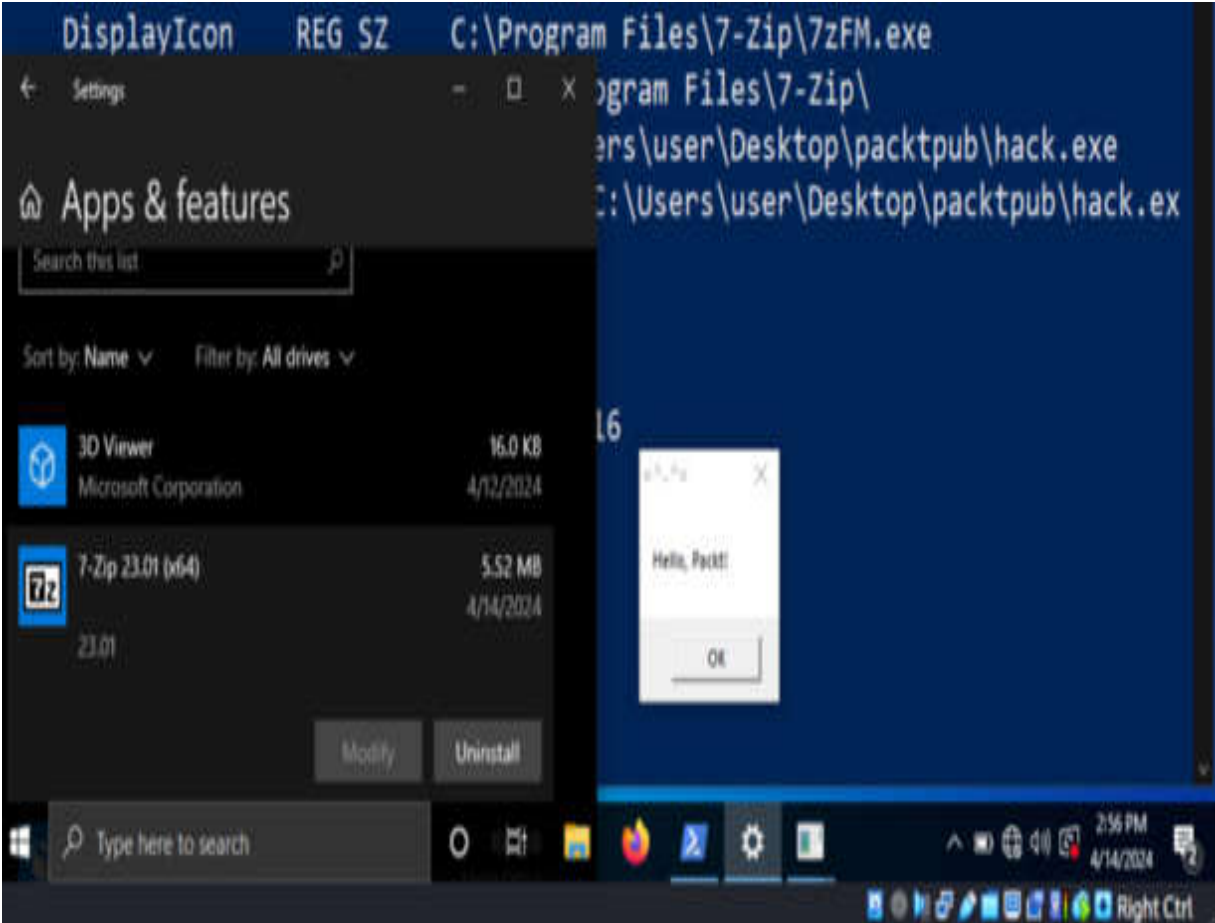 DisplayIcon REG_SZ C:\Program Files\7-Zip\7zFM.exe
ogram Files\7-Zip\
ers\user\Desktop\packtpub\hack.exe
C:\Users\user\Desktop\packtpub\hack.ex
Settings
Apps & features
Search this list
Sort by: Name Filter by: All drives
3D Viewer 16.0 KB
Microsoft Corporation 4/12/2024
7-Zip 23.01 (x64) 5.52 MB
4/14/2024
23.01
Modify Uninstall
16
Hello, Packt!
OK
Type here to search
2:56 PM
4/14/2024
2
Right Ctrl